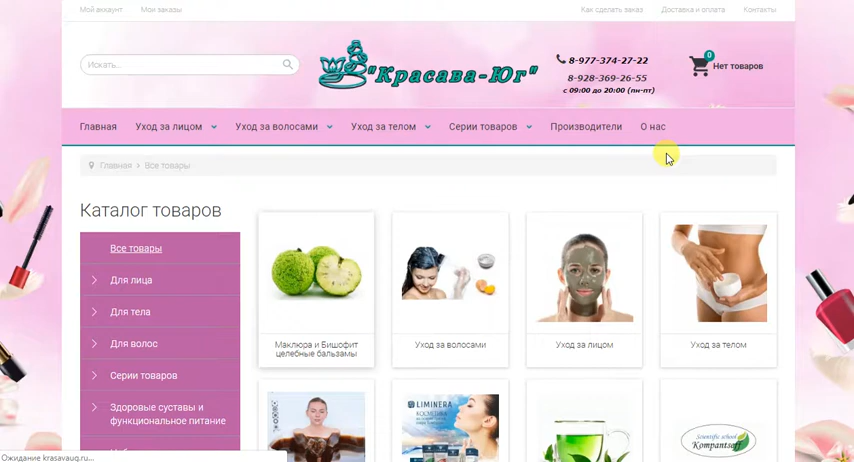 Мой аккаунт Мои заказы Как сделать заказ Доставка и оплата Контакты
Искать...
"Красава-Юг"
8-977-374-27-22
8-928-369-26-55
с 09:00 до 20:00 (пн-пт)
0
Нет товаров
Главная Уход за лицом Уход за волосами Уход за телом Серии товаров Производители О нас
Главная > Все товары
Каталог товаров
Все товары
Для лица
Для тела
Для волос
Серии товаров
Здоровые суставы и
функциональное питание
Маклюра и Бишофит
целебные бальзамы
Уход за волосами
Уход за лицом
Уход за телом
LIMINERA
КОСМЕТИКА
Scientific school
Kompantseff
Ожидание krasavaug.ru...